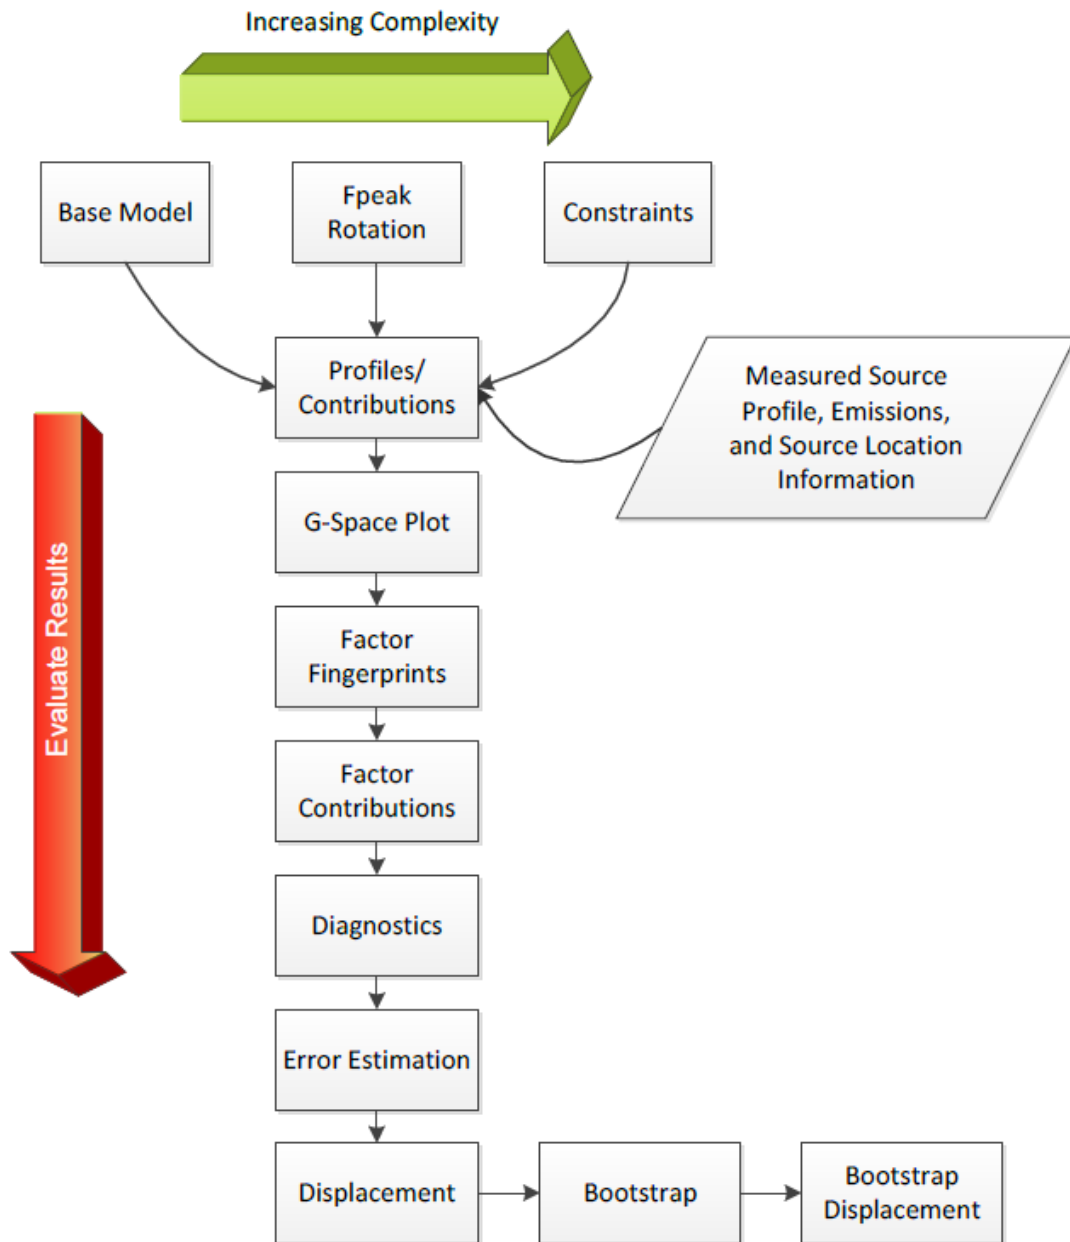 Increasing Complexity
Base Model
Fpeak
Rotation
Constraints
Profiles/
Contributions
Measured Source
Profile, Emissions,
and Source Location
Information
G-Space Plot
Evaluate Results
Factor
Fingerprints
Factor
Contributions
Diagnostics
Error Estimation
Displacement
Bootstrap
Bootstrap
Displacement